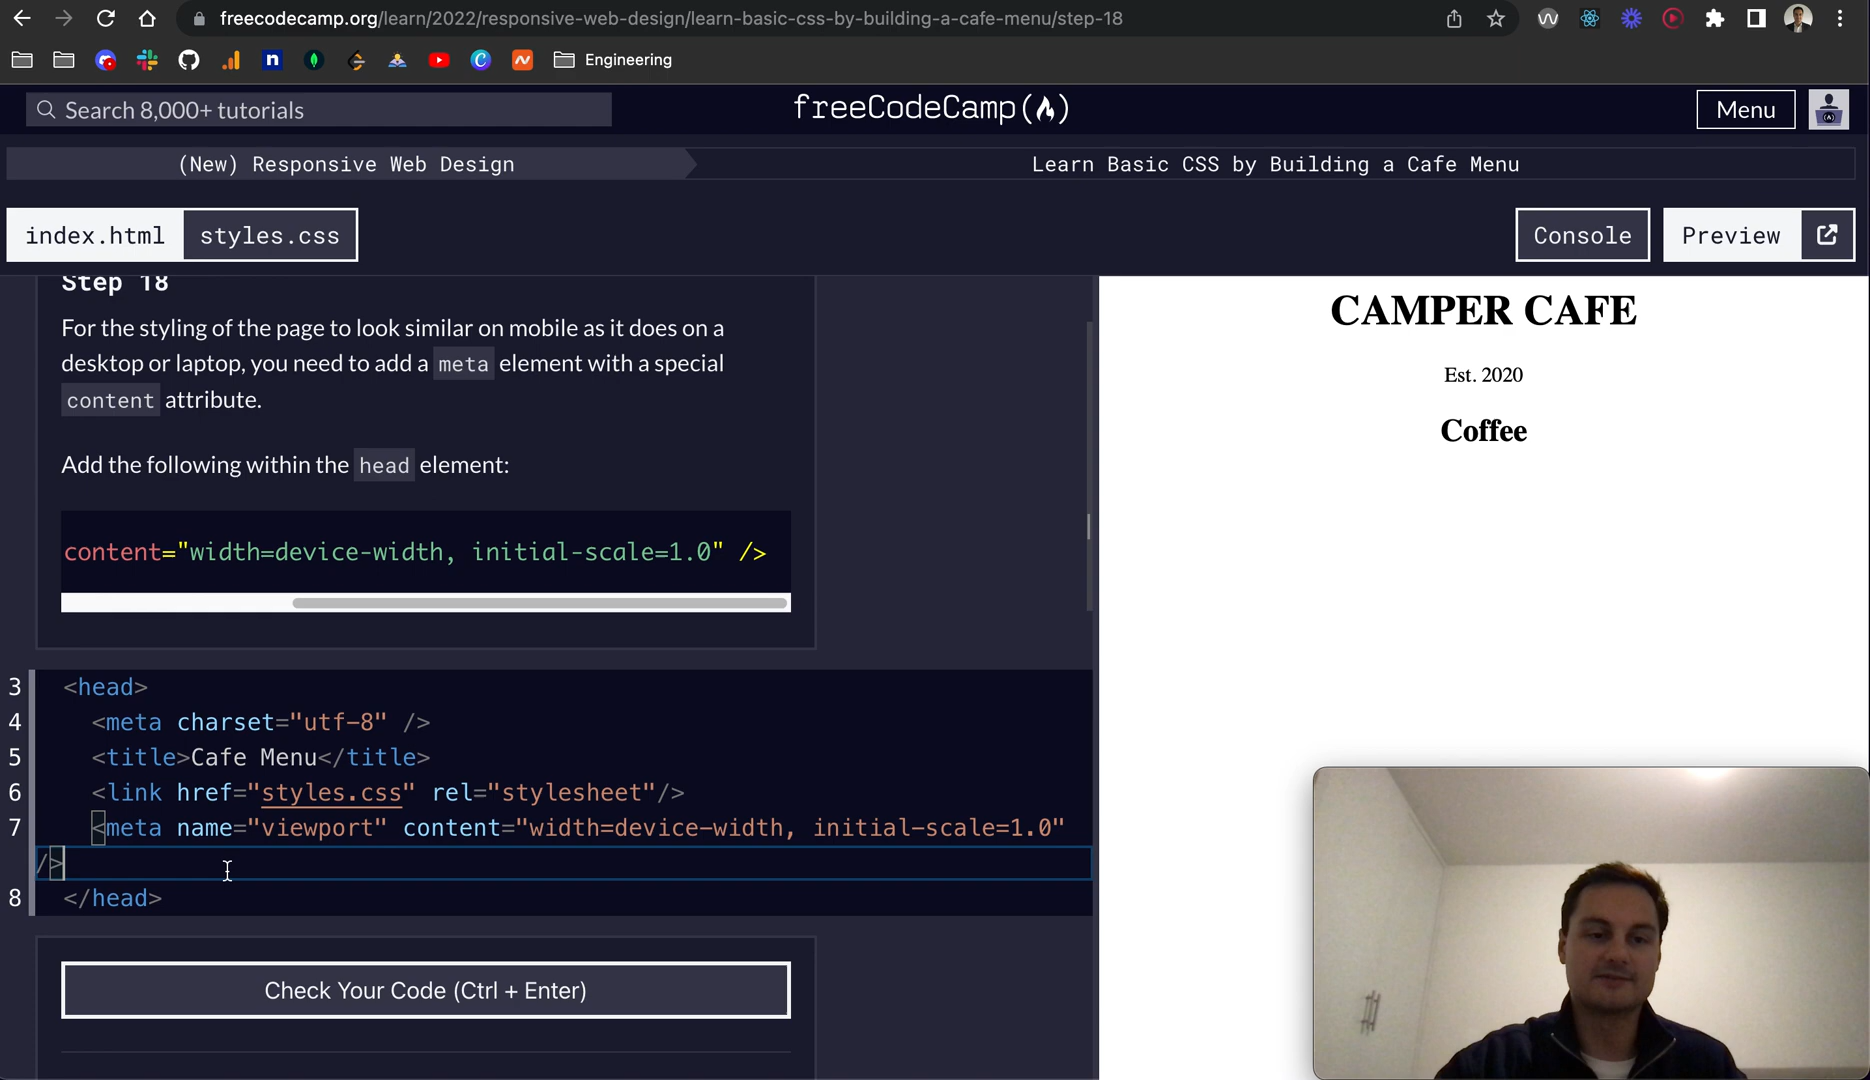 freecodecamp.org/learn/2022/responsive-web-design/learn-basic-css-by-building-a-cafe-menu/step-18
Engineering
Search 8,000+ tutorials
freeCodeCamp
Menu
(New) Responsive Web Design
Learn Basic CSS by Building a Cafe Menu
index.html
styles.css
Console
Preview
Step 18
For the styling of the page to look similar on mobile as it does on a
desktop or laptop, you need to add a meta element with a special
content attribute.
Add the following within the head element:
content="width=device-width, initial-scale=1.0" />
3 <head>
4 <meta charset="utf-8" />
5 <title>Cafe Menu</title>
6 <link href="styles.css" rel="stylesheet"/>
7 <meta name="viewport" content="width=device-width, initial-scale=1.0"
/>
8 </head>
Check Your Code (Ctrl + Enter)
CAMPER CAFE
Est. 2020
Coffee